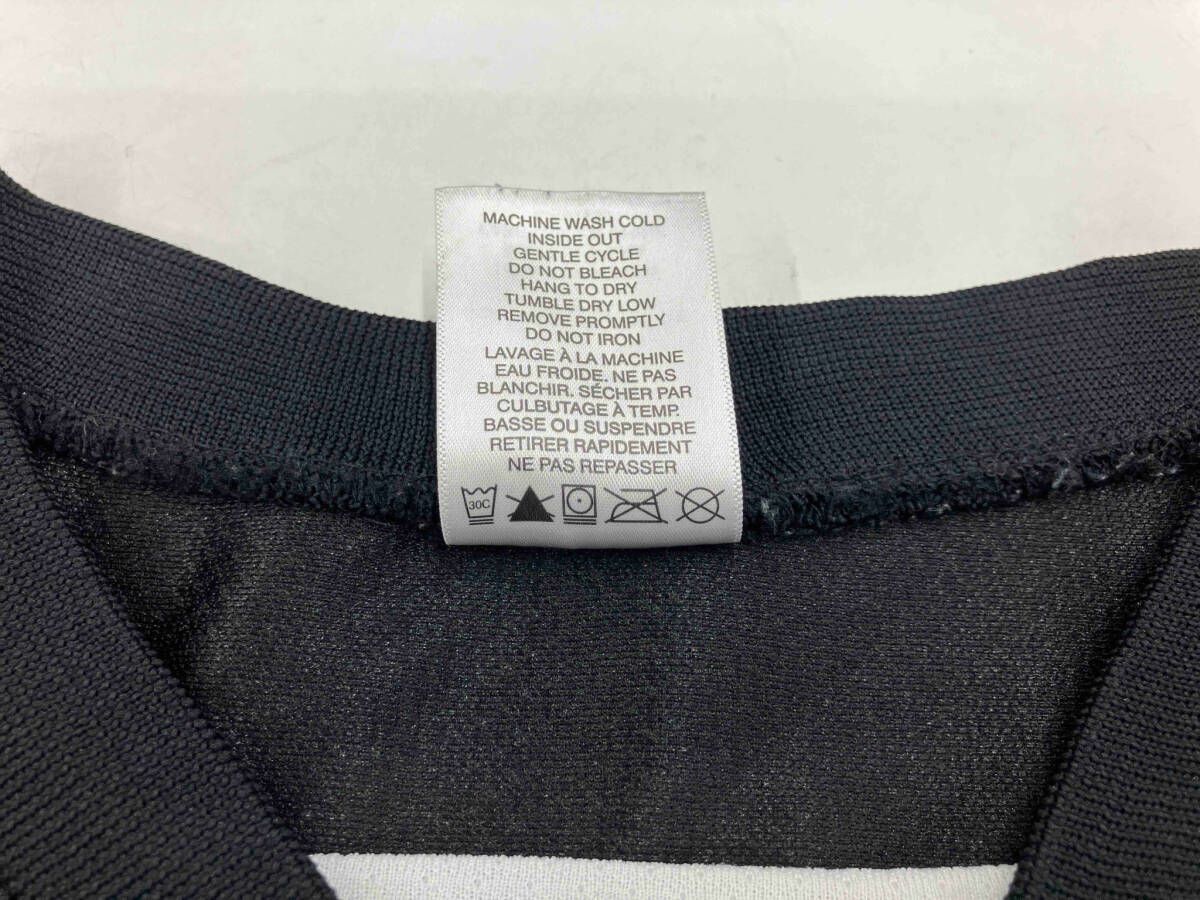 MACHINE WASH COLD
INSIDE OUT
GENTLE CYCLE
DO NOT BLEACH
HANG TO DRY
TUMBLE DRY LOW
REMOVE PROMPTLY
DO NOT IRON
LAVAGE À LA MACHINE
EAU FROIDE. NE PAS
BLANCHIR. SÉCHER PAR
CULBUTAGE À TEMP.
BASSE OU SUSPENDRE
RETIRER RAPIDEMENT
NE PAS REPASSER
30C